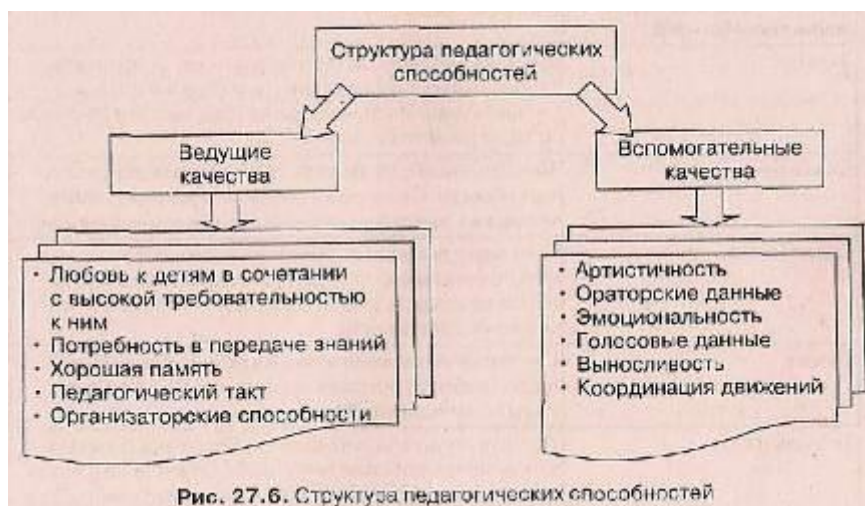 Структура педагогических
способностей
Ведущие
качества
Вспомогательные
качества
• Любовь к детям в сочетании
с высокой требовательностью
к ним
• Потребность в передаче знаний
• Хорошая память
• Педагогический такт
• Организаторские способности
• Артистичность
• Ораторские данные
• Эмоциональность
• Голосовые данные
• Выносливость
• Координация движений
Рис. 27.6. Структура педагогических способностей